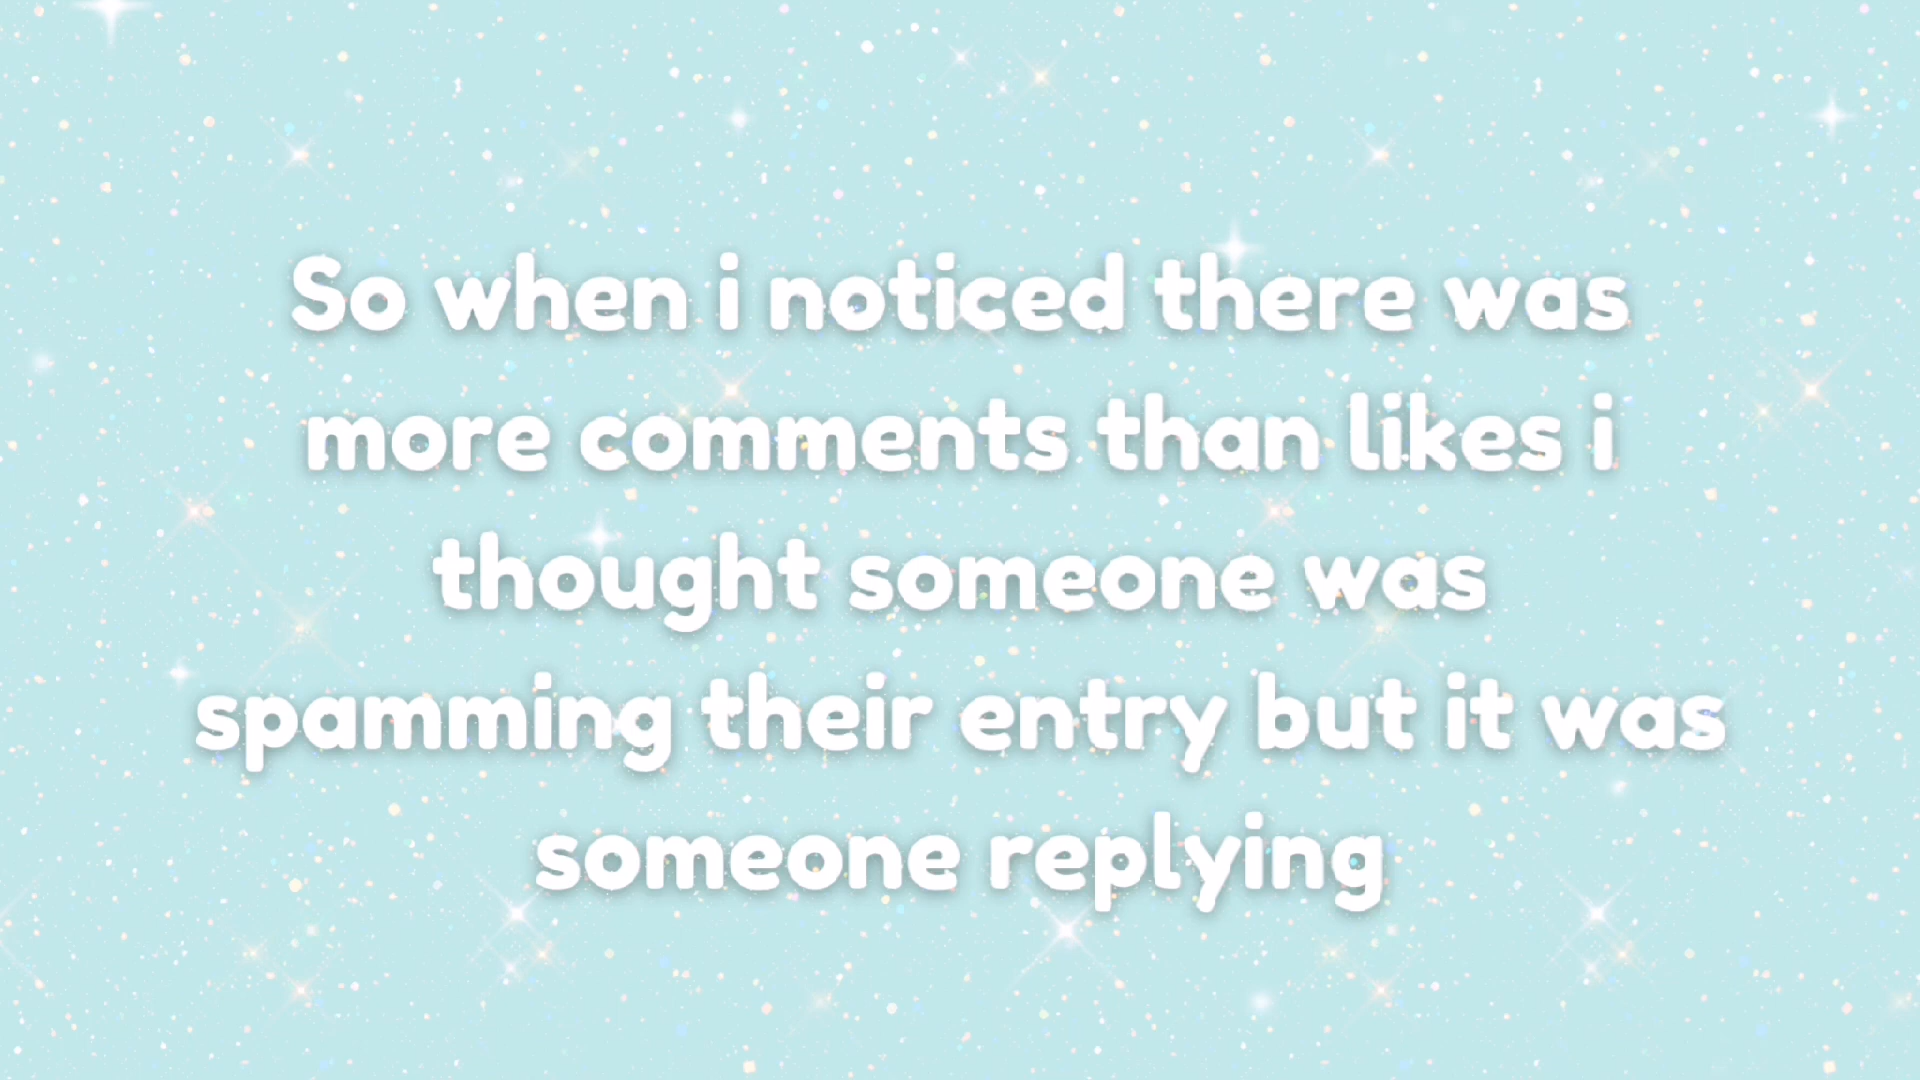 So when i noticed there was
more comments than likes i
thought someone was
spamming their entry but it was
someone replying